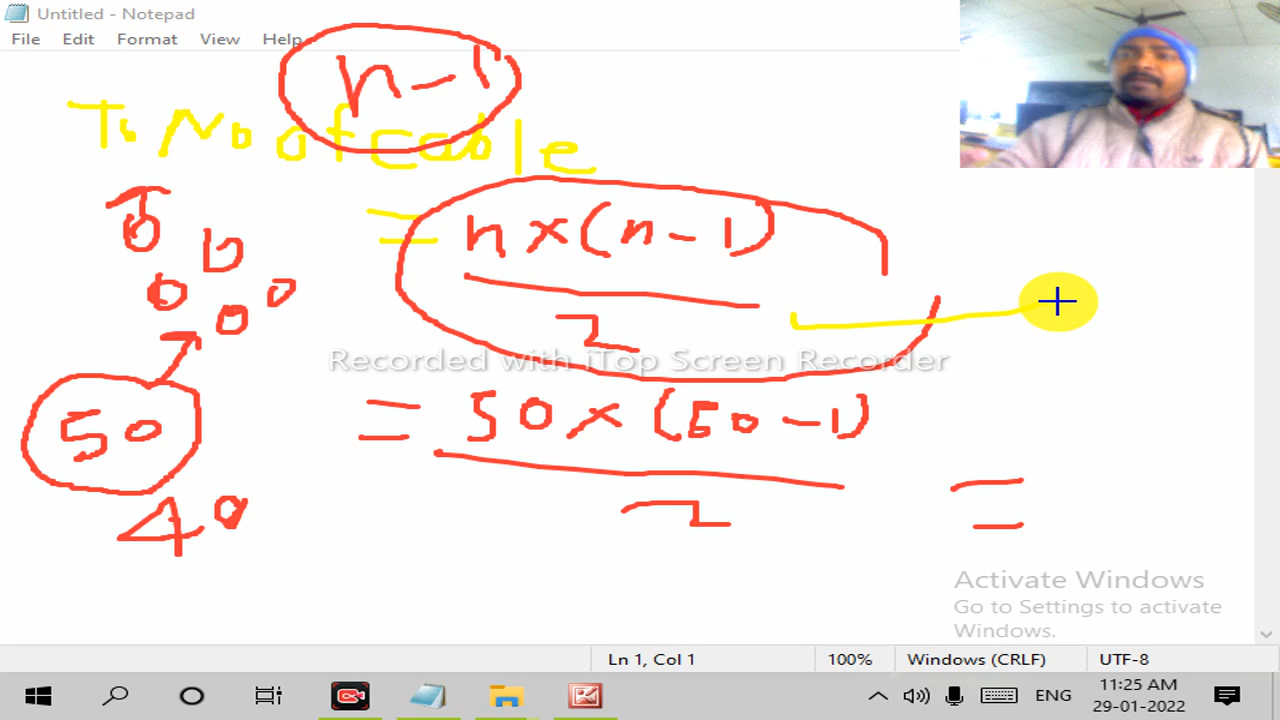 Untitled - Notepad
File Edit Format View Help
n-1
T. No of cable
= n×(n-1)
2
Recorded with iTop Screen Recorder
50
= 50×(50-1)
2
=
40
Activate Windows
Go to Settings to activate
Windows.
Ln 1, Col 1 100% Windows (CRLF) UTF-8
ENG 11:25 AM
29-01-2022